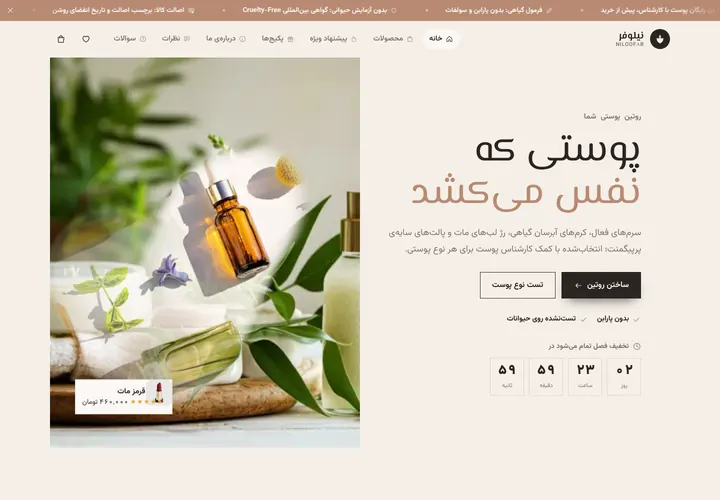 رایگان پوست با کارشناس، پیش از خرید
فرمول گیاهی: بدون پارابن و سولفات
بدون آزمایش حیوانی: گواهی بین‌المللی Cruelty-Free
اصالت کالا: برچسب اصالت و تاریخ انقضای روشن
نیلوفر
NILOOFAR
خانه
محصولات
پیشنهاد ویژه
پکیج‌ها
درباره‌ی ما
نظرات
سوالات
روتین پوستی شما
پوستی که
نفس می‌کشد
سرم‌های فعال، کرم‌های آبرسان گیاهی، رژ لب‌های مات و پالت‌های سایه‌ی
پرپیگمنت؛ انتخاب‌شده با کمک کارشناس پوست برای هر نوع پوستی.
ساختن روتین
تست نوع پوست
بدون پارابن
تست‌نشده روی حیوانات
تخفیف فصل تمام می‌شود در
۰۲ ۲۳ ۵۹ ۵۹
روز ساعت دقیقه ثانیه
قرمز مات
۴۶۰,۰۰۰ تومان